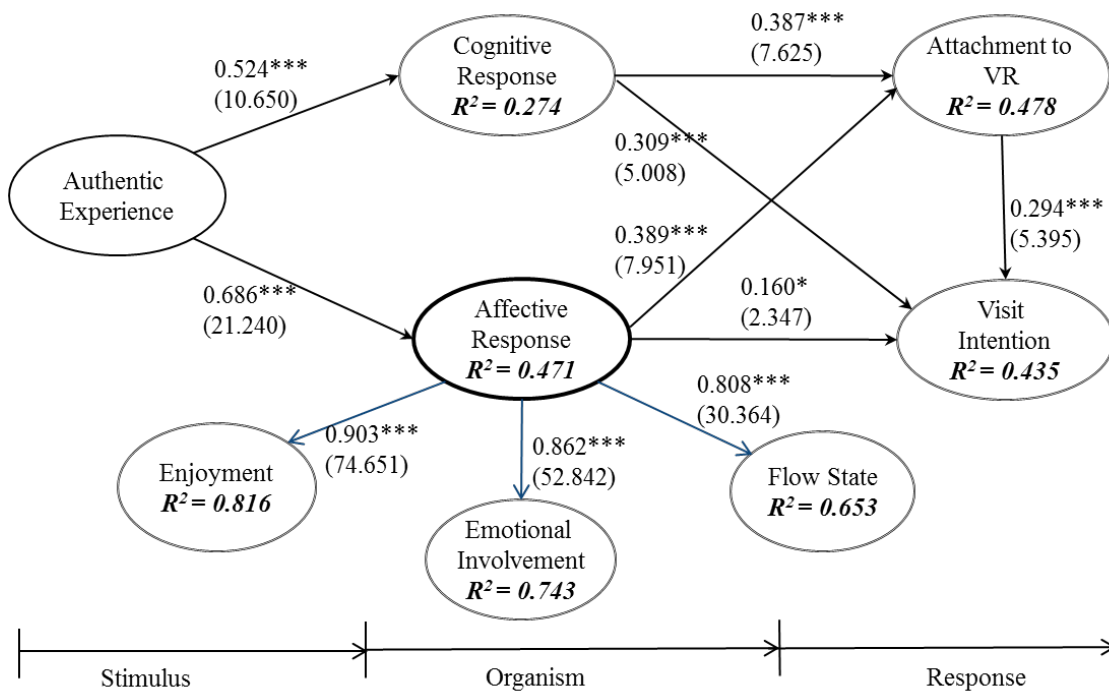 0.524***
(10.650)
Cognitive
Response
R² = 0.274
0.387***
(7.625)
Attachment to
VR
R² = 0.478
Authentic
Experience
0.309***
(5.008)
0.294***
(5.395)
0.389***
(7.951)
0.686***
(21.240)
Affective
Response
R² = 0.471
0.160*
(2.347)
Visit
Intention
R² = 0.435
0.903***
(74.651)
0.862***
(52.842)
0.808***
(30.364)
Enjoyment
R² = 0.816
Emotional
Involvement
R² = 0.743
Flow State
R² = 0.653
Stimulus
Organism
Response